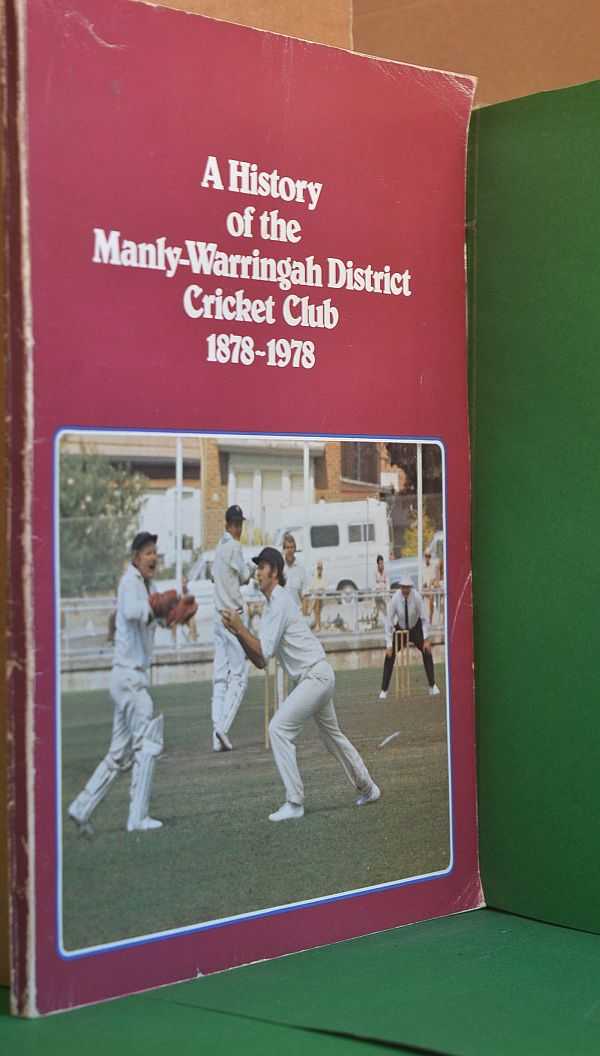 A History
of the
Manly-Warringah District
Cricket Club
1878~1978